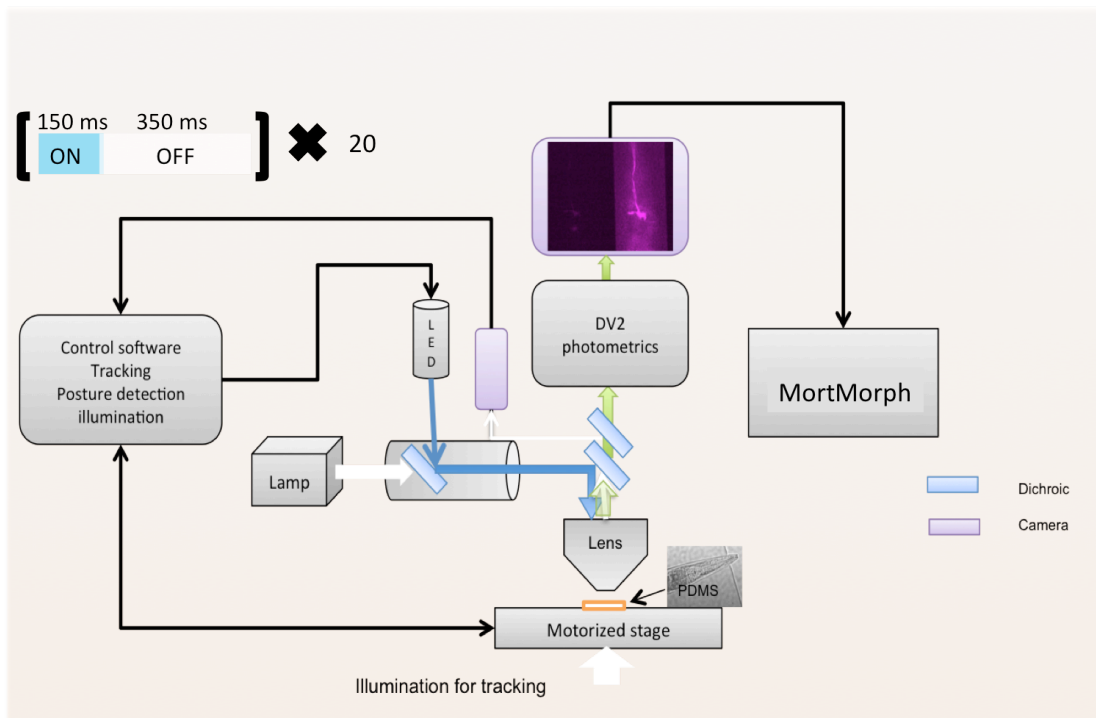 150 ms 350 ms
ON OFF
20
Control software
Tracking
Posture detection
illumination
L
E
D
DV2
photometrics
MortMorph
Lamp
Dichroic
Camera
Lens
PDMS
Motorized stage
Illumination for tracking